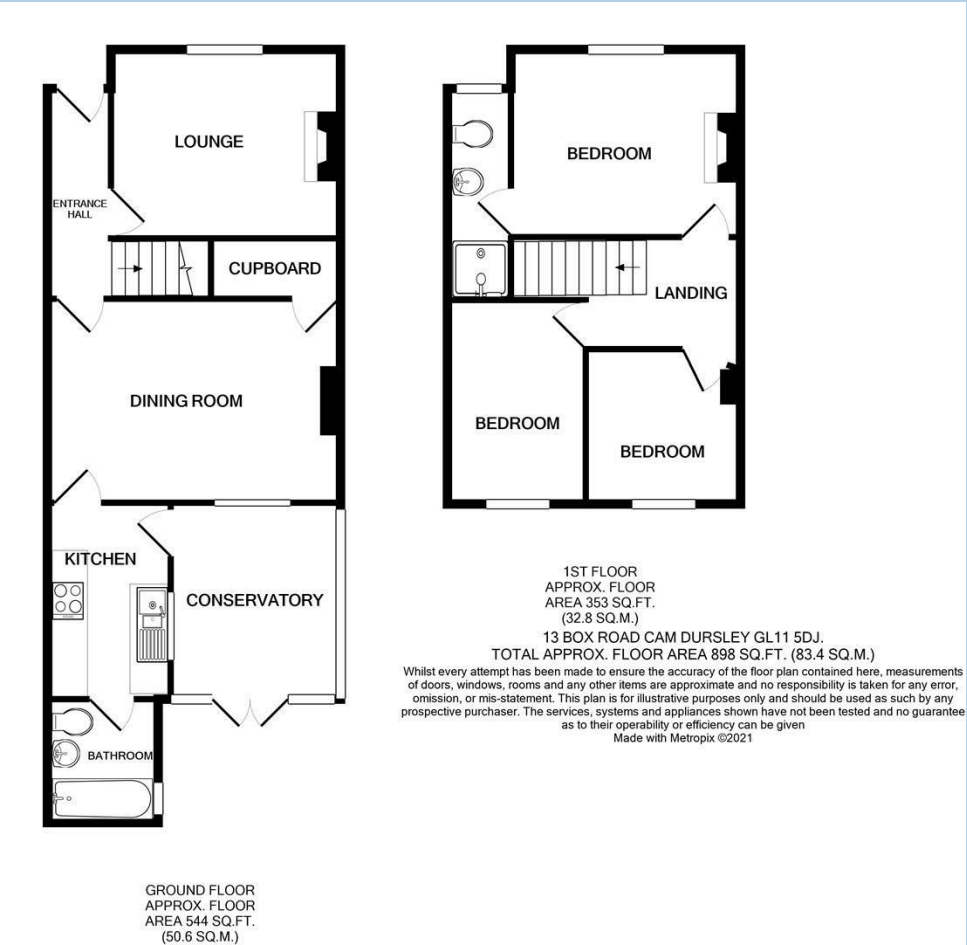 LOUNGE
ENTRANCE
HALL
CUPBOARD
DINING ROOM
KITCHEN
CONSERVATORY
BATHROOM
GROUND FLOOR
APPROX. FLOOR
AREA 544 SQ.FT.
(50.6 SQ.M.)
BEDROOM
LANDING
BEDROOM
BEDROOM
1ST FLOOR
APPROX. FLOOR
AREA 353 SQ.FT.
(32.8 SQ.M.)
13 BOX ROAD CAM DURSLEY GL11 5DJ.
TOTAL APPROX. FLOOR AREA 898 SQ.FT. (83.4 SQ.M.)
Whilst every attempt has been made to ensure the accuracy of the floor plan contained here, measurements
of doors, windows, rooms and any other items are approximate and no responsibility is taken for any error,
omission, or mis-statement. This plan is for illustrative purposes only and should be used as such by any
prospective purchaser. The services, systems and appliances shown have not been tested and no guarantee
as to their operability or efficiency can be given
Made with Metropix ©2021